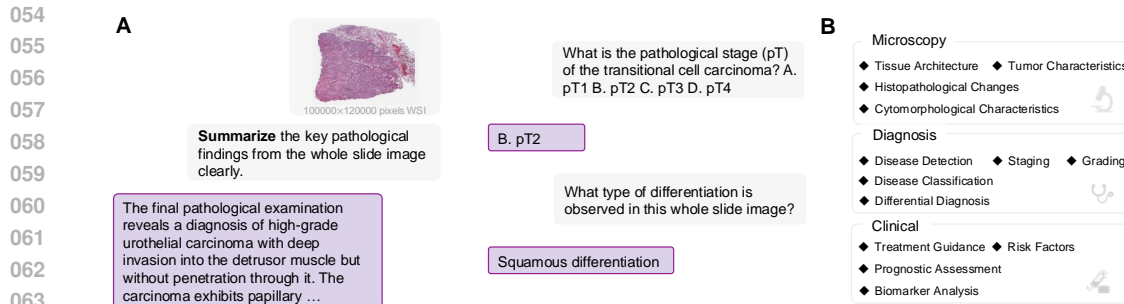 054
055
056
057
058
059
060
061
062
063
A
100000×120000 pixels WSI
Summarize the key pathological
findings from the whole slide image
clearly.
The final pathological examination
reveals a diagnosis of high-grade
urothelial carcinoma with deep
invasion into the detrusor muscle but
without penetration through it. The
carcinoma exhibits papillary ...
What is the pathological stage (pT)
of the transitional cell carcinoma? A.
pT1 B. pT2 C. pT3 D. pT4
B. pT2
What type of differentiation is
observed in this whole slide image?
Squamous differentiation
B
Microscopy
◆ Tissue Architecture ◆ Tumor Characteristics
◆ Histopathological Changes
◆ Cytomorphological Characteristics
Diagnosis
◆ Disease Detection ◆ Staging ◆ Grading
◆ Disease Classification
◆ Differential Diagnosis
Clinical
◆ Treatment Guidance ◆ Risk Factors
◆ Prognostic Assessment
◆ Biomarker Analysis